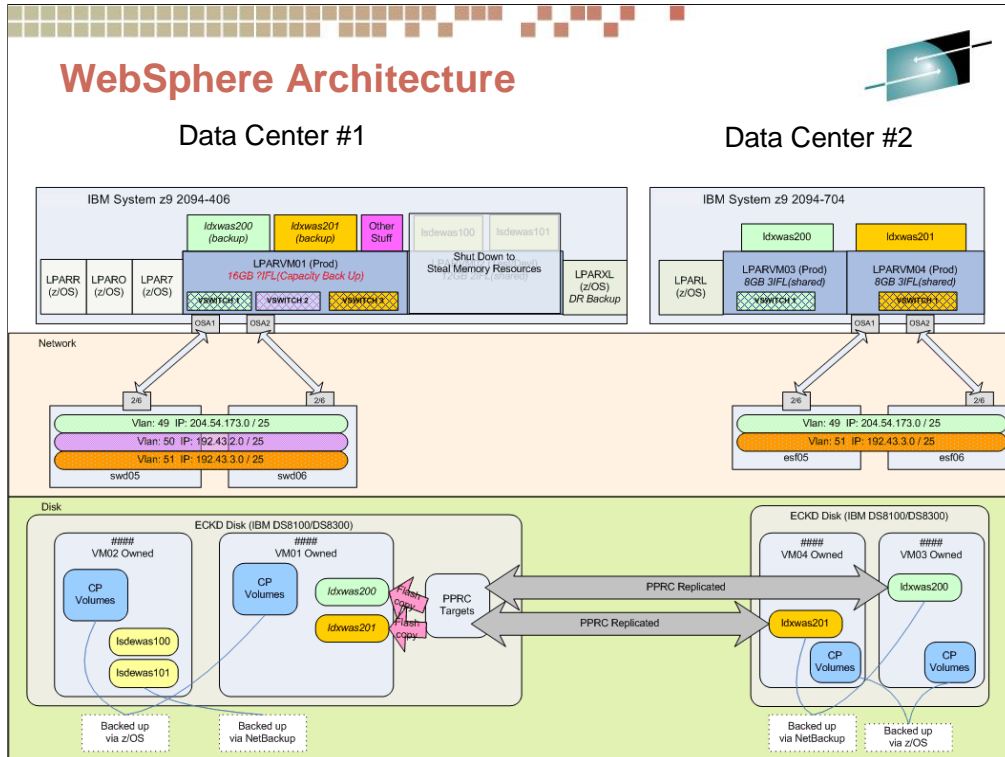 WebSphere Architecture
Data Center #1
Data Center #2
IBM System z9 2094-406
ldxwas200
(backup)
ldxwas201
(backup)
Other
Stuff
lsdewas100
lsdewas101
LPARR
(z/OS)
LPARO
(z/OS)
LPAR7
(z/OS)
LPARVM01 (Prod)
16GB ?IFL(Capacity Back Up)
VSWITCH 1
VSWITCH 2
VSWITCH 3
Shut Down to
Steal Memory Resources
12GB 2IFL(shared)
LPARXL
(z/OS)
DR Backup
OSA1
OSA2
IBM System z9 2094-704
ldxwas200
ldxwas201
LPARL
(z/OS)
LPARVM03 (Prod)
8GB 3IFL(shared)
VSWITCH 1
LPARVM04 (Prod)
8GB 3IFL(shared)
VSWITCH 1
OSA1
OSA2
Network
2/6
2/6
Vlan: 49 IP: 204.54.173.0 / 25
Vlan: 50 IP: 192.43.2.0 / 25
Vlan: 51 IP: 192.43.3.0 / 25
swd05
swd06
2/6
2/6
Vlan: 49 IP: 204.54.173.0 / 25
Vlan: 51 IP: 192.43.3.0 / 25
esf05
esf06
Disk
ECKD Disk (IBM DS8100/DS8300)
####
VM02 Owned
CP
Volumes
lsdewas100
lsdewas101
####
VM01 Owned
CP
Volumes
ldxwas200
ldxwas201
Flash
copy
Flash
copy
PPRC
Targets
PPRC Replicated
PPRC Replicated
ECKD Disk (IBM DS8100/DS8300)
####
VM04 Owned
ldxwas201
CP
Volumes
####
VM03 Owned
ldxwas200
CP
Volumes
Backed up
via z/OS
Backed up
via NetBackup
Backed up
via NetBackup
Backed up
via z/OS